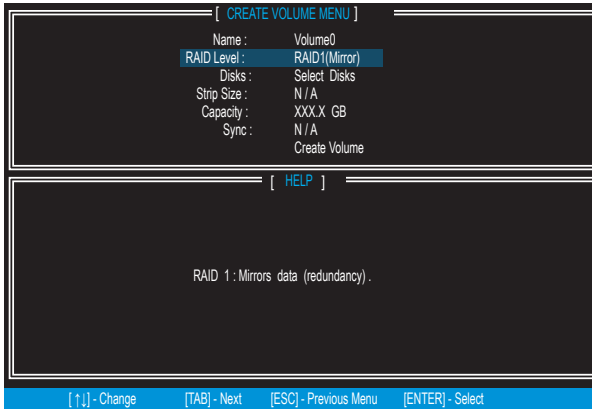 [ CREATE VOLUME MENU ]
Name : Volume0
RAID Level : RAID1(Mirror)
Disks : Select Disks
Strip Size : N / A
Capacity : XXX.X GB
Sync : N / A
Create Volume
[ HELP ]
RAID 1 : Mirrors data (redundancy) .
[ ↑↓] - Change [TAB] - Next [ESC] - Previous Menu [ENTER] - Select